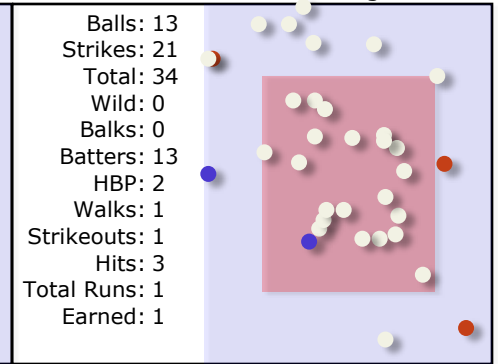 Balls: 13
Strikes: 21
Total: 34
Wild: 0
Balks: 0
Batters: 13
HBP: 2
Walks: 1
Strikeouts: 1
Hits: 3
Total Runs: 1
Earned: 1